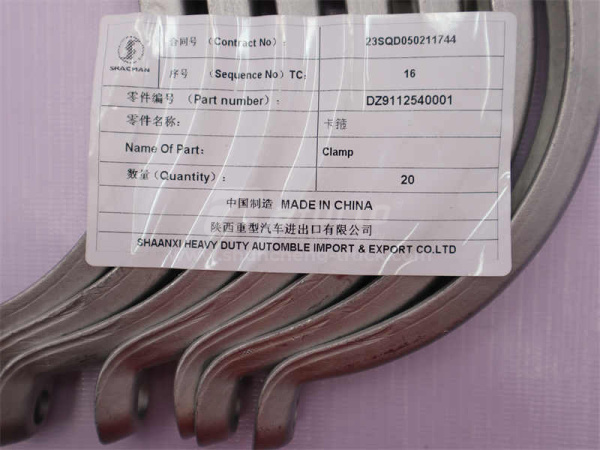 SHACMAN
合同号 (Contract No): 23SQD050211744
序号 (Sequence No) TC: 16
零件编号 (Part number): DZ9112540001
零件名称: 卡箍
Name Of Part: Clamp
数量(Cuantity): 20
中国制造 MADE IN CHINA
陕西重型汽车进出口有限公司
SHAANXI HEAVY DUTY AUTOMBLE IMPORT & EXPORT CO.LTD